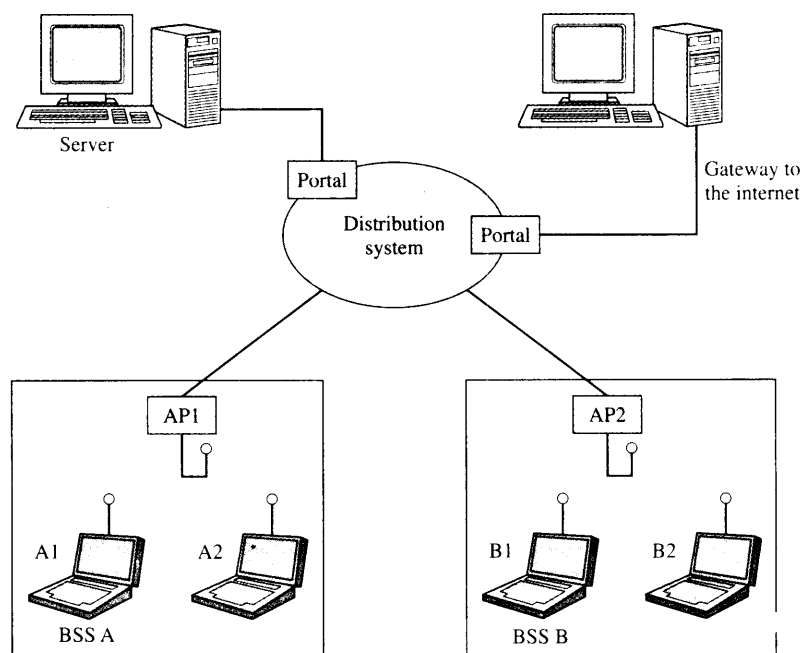 Server
Gateway to
the internet
Portal
Distribution
system
Portal
AP1
AP2
A1
A2
B1
B2
BSS A
BSS B